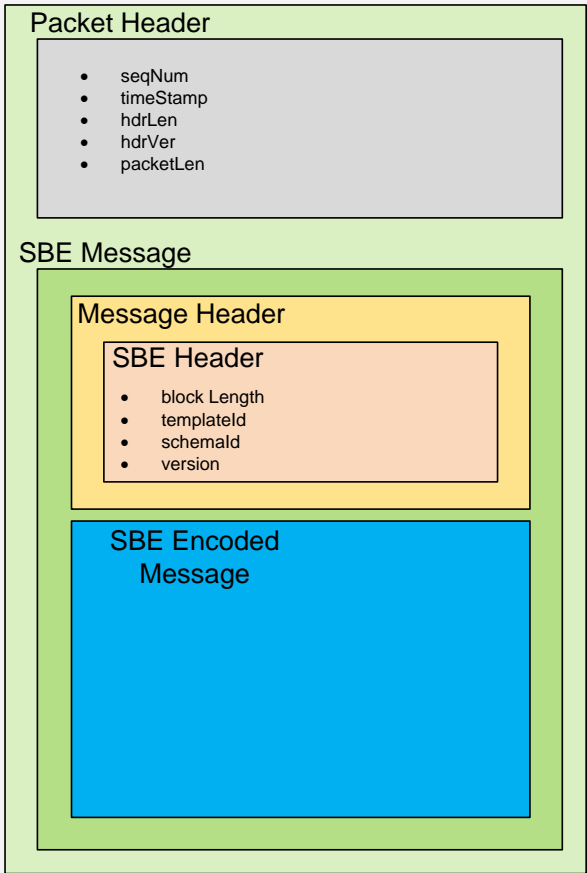 Packet Header
• seqNum
• timeStamp
• hdrLen
• hdrVer
• packetLen
SBE Message
Message Header
SBE Header
• block Length
• templateId
• schemaId
• version
SBE Encoded
Message